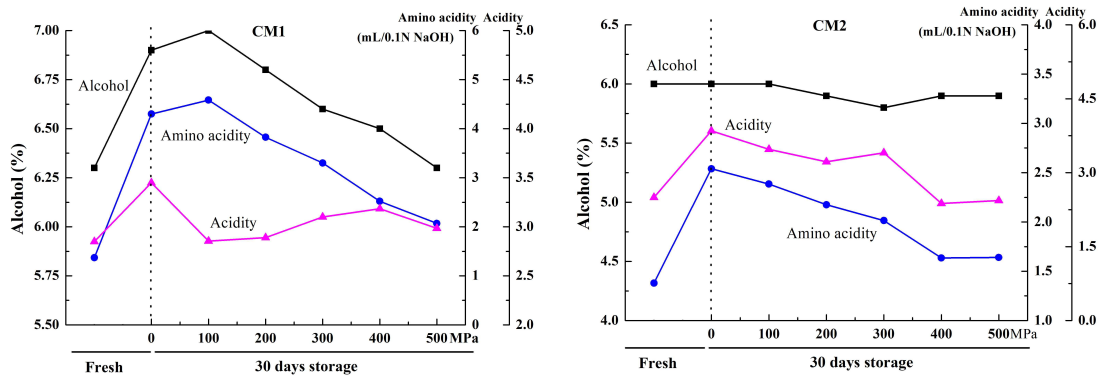 Amino acidity Acidity
CM1
(mL/0.1N NaOH)
7.00
6
5.0
6.75
5
4.5
6.50
4
4.0
6.25
3
3.5
6.00
2
3.0
5.75
1
2.5
5.50
0
2.0
Alcohol (%)
Alcohol
Amino acidity
Acidity
0 100 200 300 400 500 MPa
Fresh
30 days storage
Amino acidity Acidity
CM2
(mL/0.1N NaOH)
6.5
4.0
6.0
6.0
3.5
5.5
3.0
4.5
5.0
2.5
3.0
4.5
2.0
1.5
4.0
1.5
1.0
0.0
Alcohol (%)
Alcohol
Acidity
Amino acidity
0 100 200 300 400 500 MPa
Fresh
30 days storage